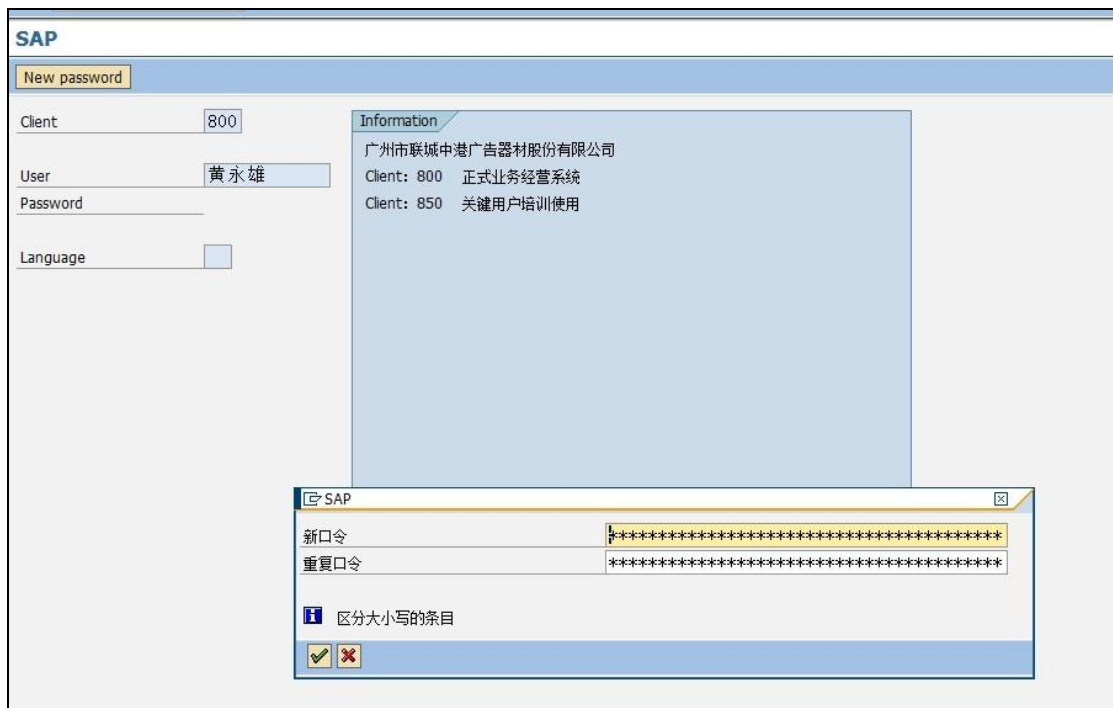 SAP
New password
Client 800
User 黄永雄
Password
Language
Information
广州市联城中港广告器材股份有限公司
Client: 800 正式业务经营系统
Client: 850 关键用户培训使用
SAP
新口令 ****************************************
重复口令 ****************************************
区分大小写的条目